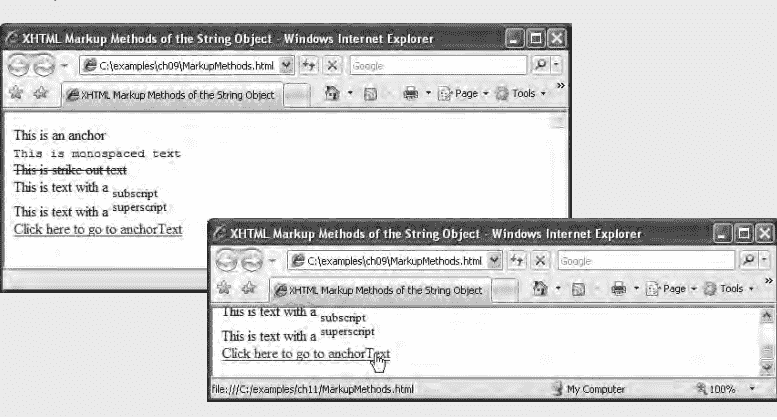 XHTML Markup Methods of the String Object - Windows Internet Explorer
C:\examples\ch09\MarkupMethods.html
Google
XHTML Markup Methods of the String Object
Page
Tools
»
This is an anchor
This is monospaced text
This is strike out text
This is text with a subscript
This is text with a superscript
Click here to go to anchorText
XHTML Markup Methods of the String Object - Windows Internet Explorer
C:\examples\ch09\MarkupMethods.html
Google
XHTML Markup Methods of the String Object
Page
Tools
»
This is text with a subscript
This is text with a superscript
Click here to go to anchorText
file:///C:/examples/ch11/MarkupMethods.html
My Computer
100%